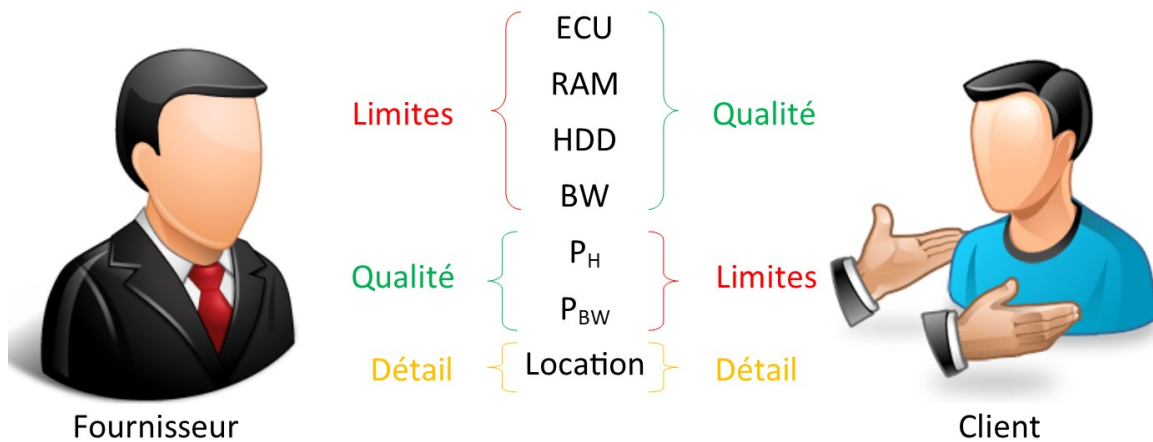 ECU
RAM
HDD
BW
Limites
Qualité
P_H
P_BW
Qualité
Limites
Location
Détail
Détail
Fournisseur
Client